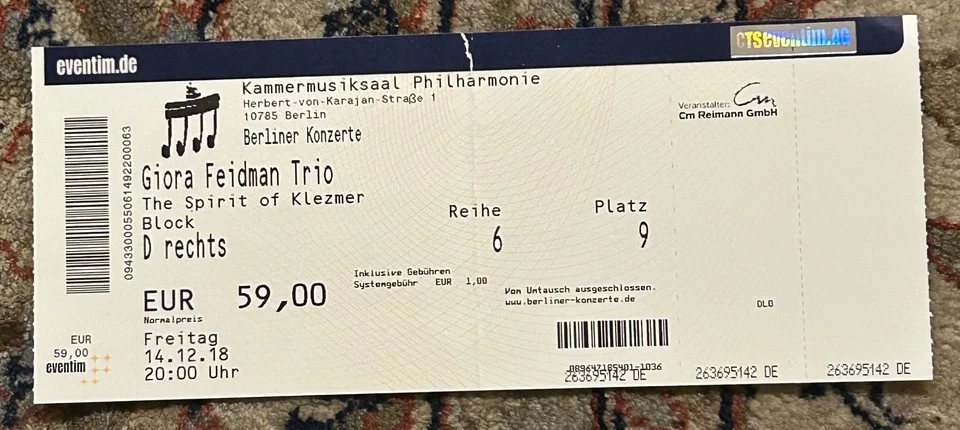 eventim.de
CTSeventim.AG
Kammermusiksaal Philharmonie
Herbert-von-Karajan-Straße 1
10785 Berlin
Berliner Konzerte
Veranstalter:
Cm Reimann GmbH
Giora Feidman Trio
The Spirit of Klezmer
Block
D rechts
Reihe
6
Platz
9
094330005506149220063
EUR 59,00
Normalpreis
Inklusive Gebühren
Systemgebühr EUR 1,00
Vom Umtausch ausgeschlossen.
www.berliner-konzerte.de
DLG
Freitag
14.12.18
20:00 Uhr
EUR
59,00
eventim
263695142 DE
263695142 DE
263695142 DE